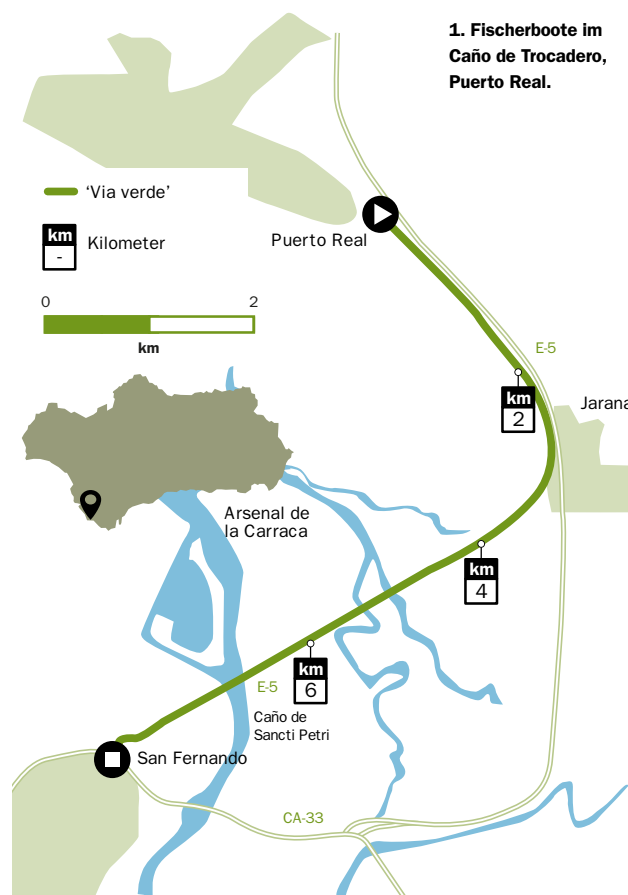 1. Fischerboote im
Caño de Trocadero,
Puerto Real.
'Via verde'
km
-
Kilometer
Puerto Real
0
2
km
E-5
km
2
Jarana
Arsenal de
la Carraca
km
4
km
6
E-5
Caño de
Sancti Petri
San Fernando
CA-33